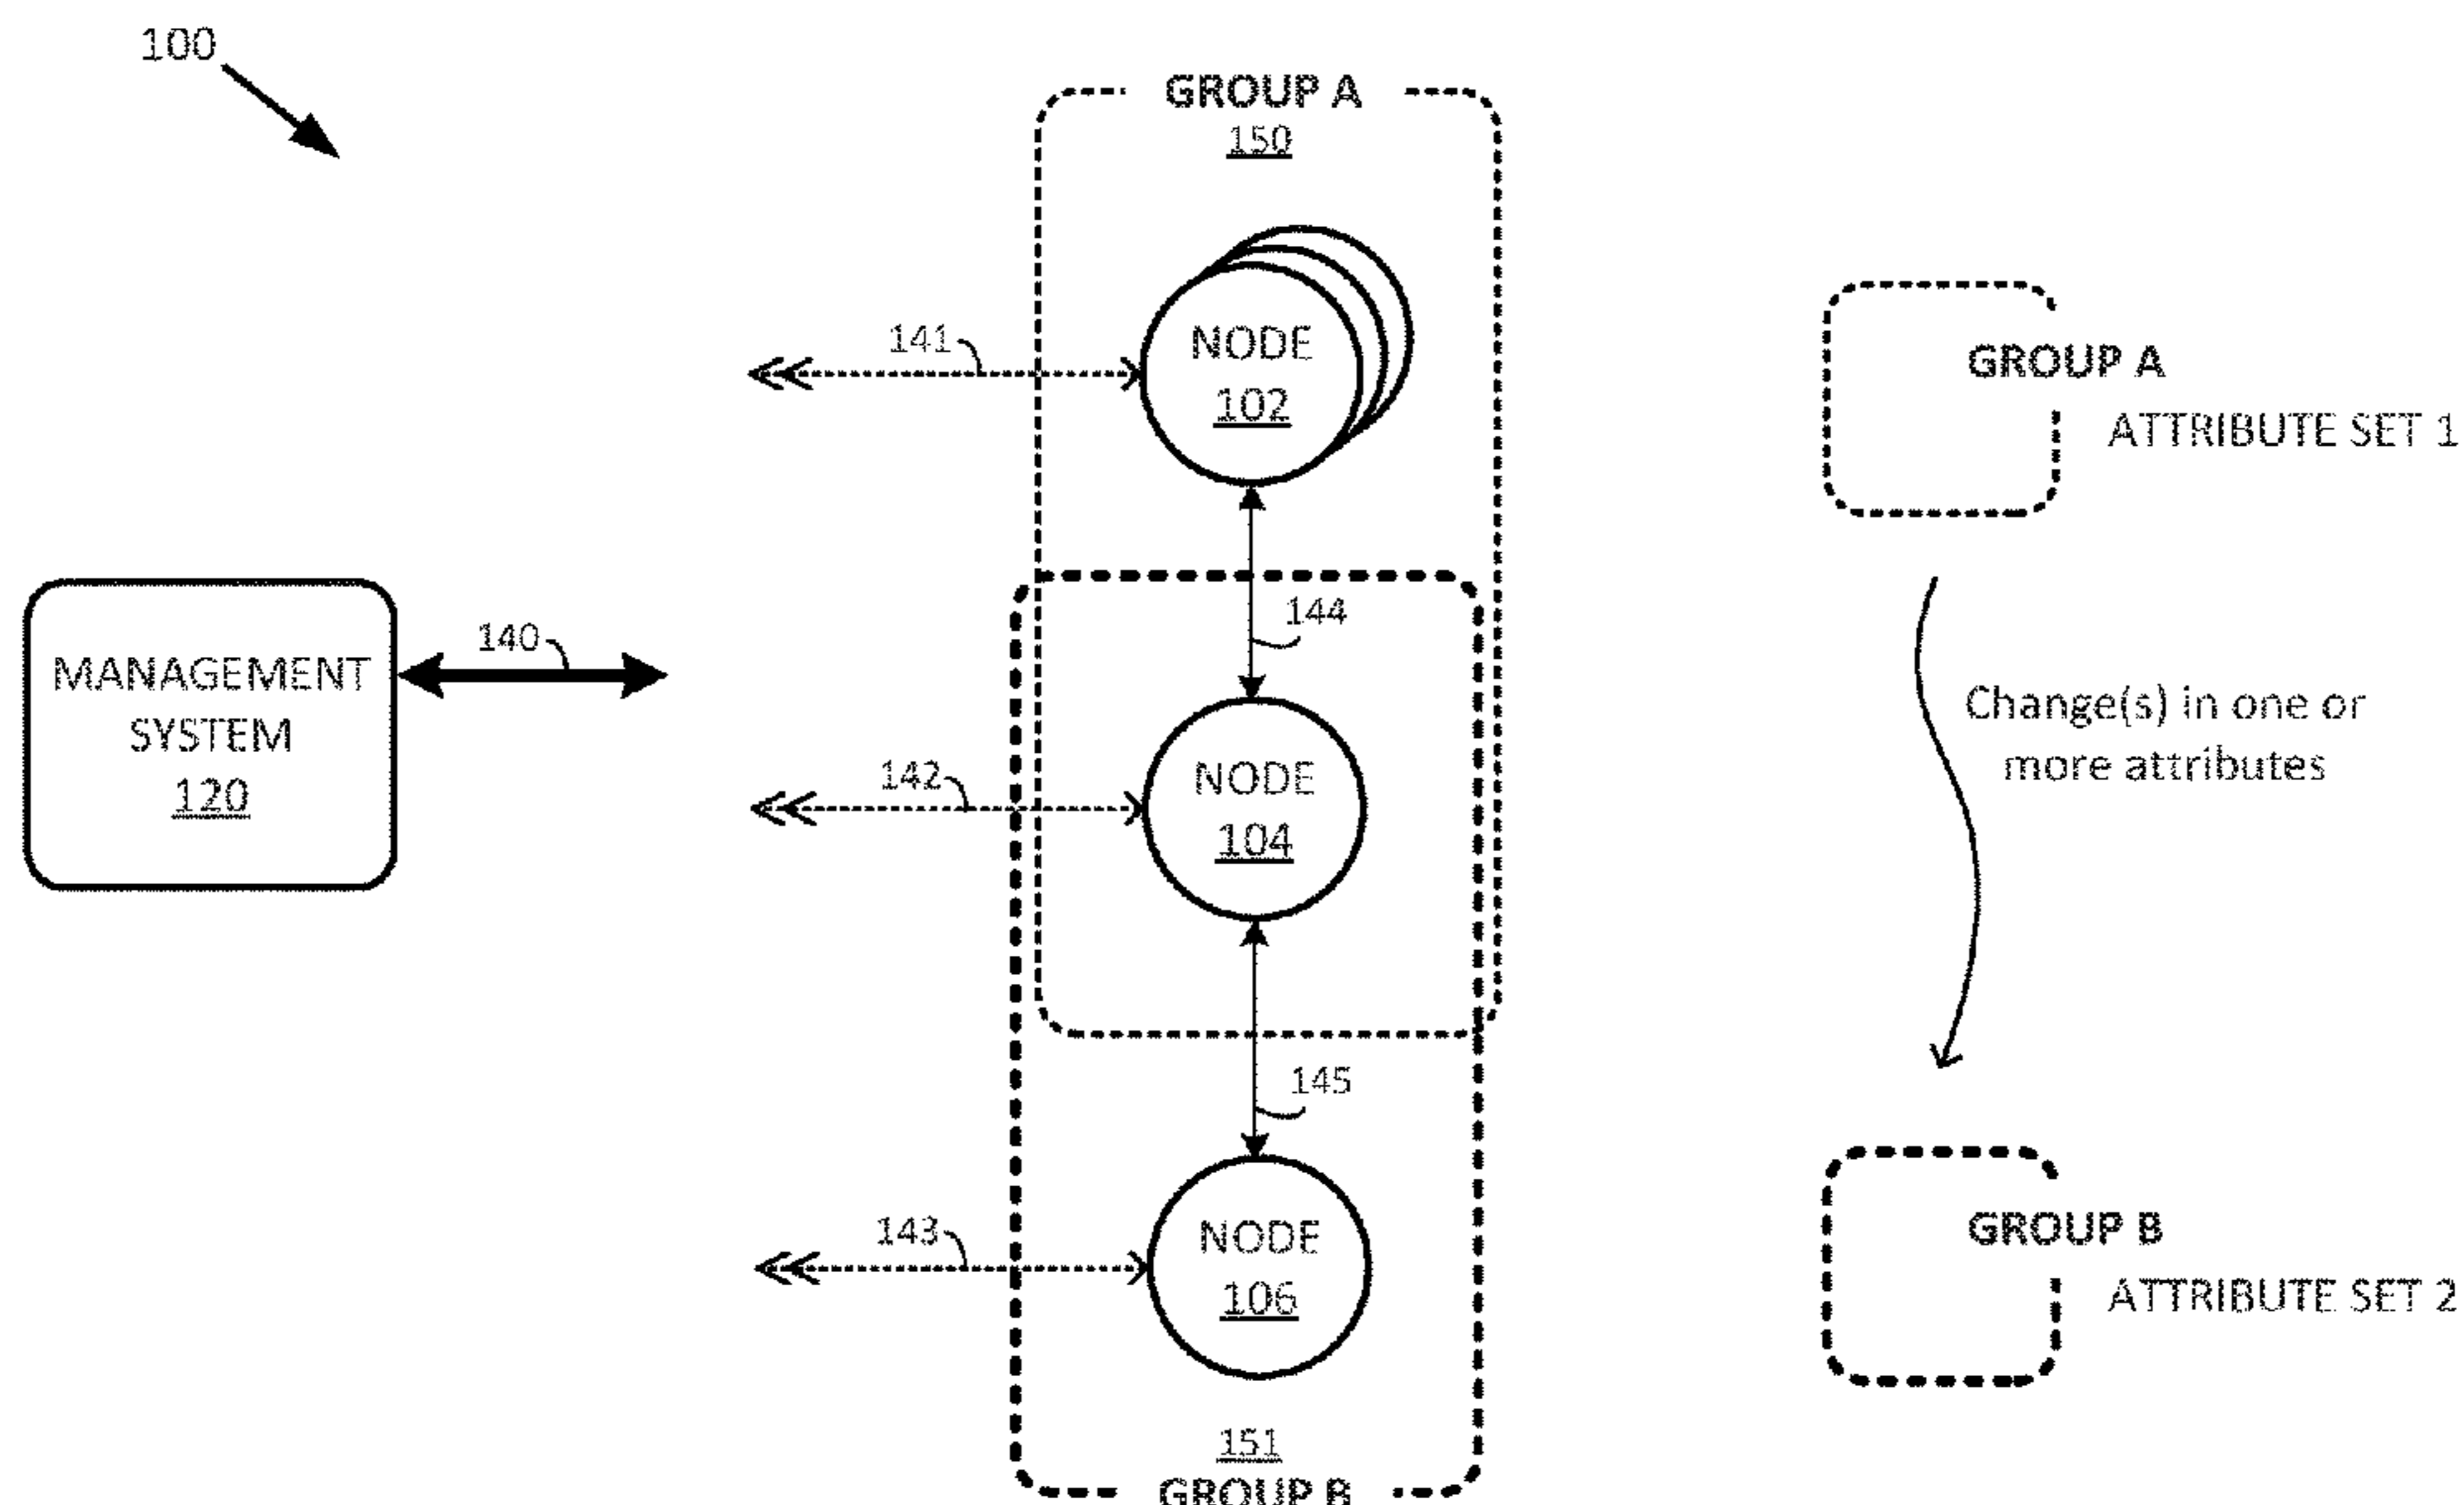 100
GROUP A
150
141
NODE
102
GROUP A
ATTRIBUTE SET 1
144
140
MANAGEMENT
SYSTEM
120
Change(s) in one or
more attributes
142
NODE
104
145
143
NODE
106
GROUP B
ATTRIBUTE SET 2
151
GROUP B